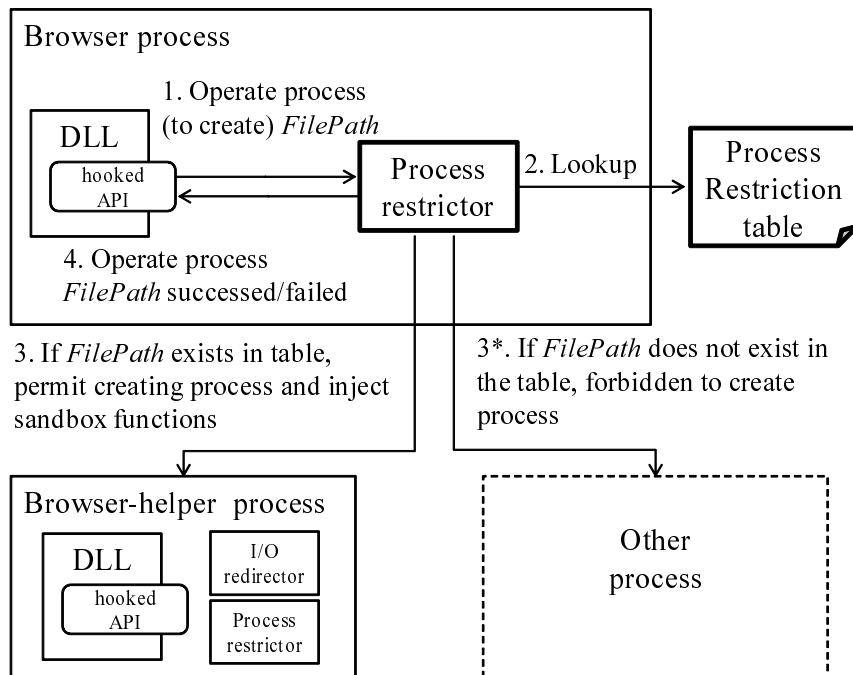 Browser process
1. Operate process
(to create) FilePath
DLL
hooked
API
Process
restrictor
2. Lookup
Process
Restriction
table
4. Operate process
FilePath successed/failed
3. If FilePath exists in table,
permit creating process and inject
sandbox functions
3*. If FilePath does not exist in
the table, forbidden to create
process
Browser-helper process
DLL
hooked
API
I/O
redirector
Process
restrictor
Other
process